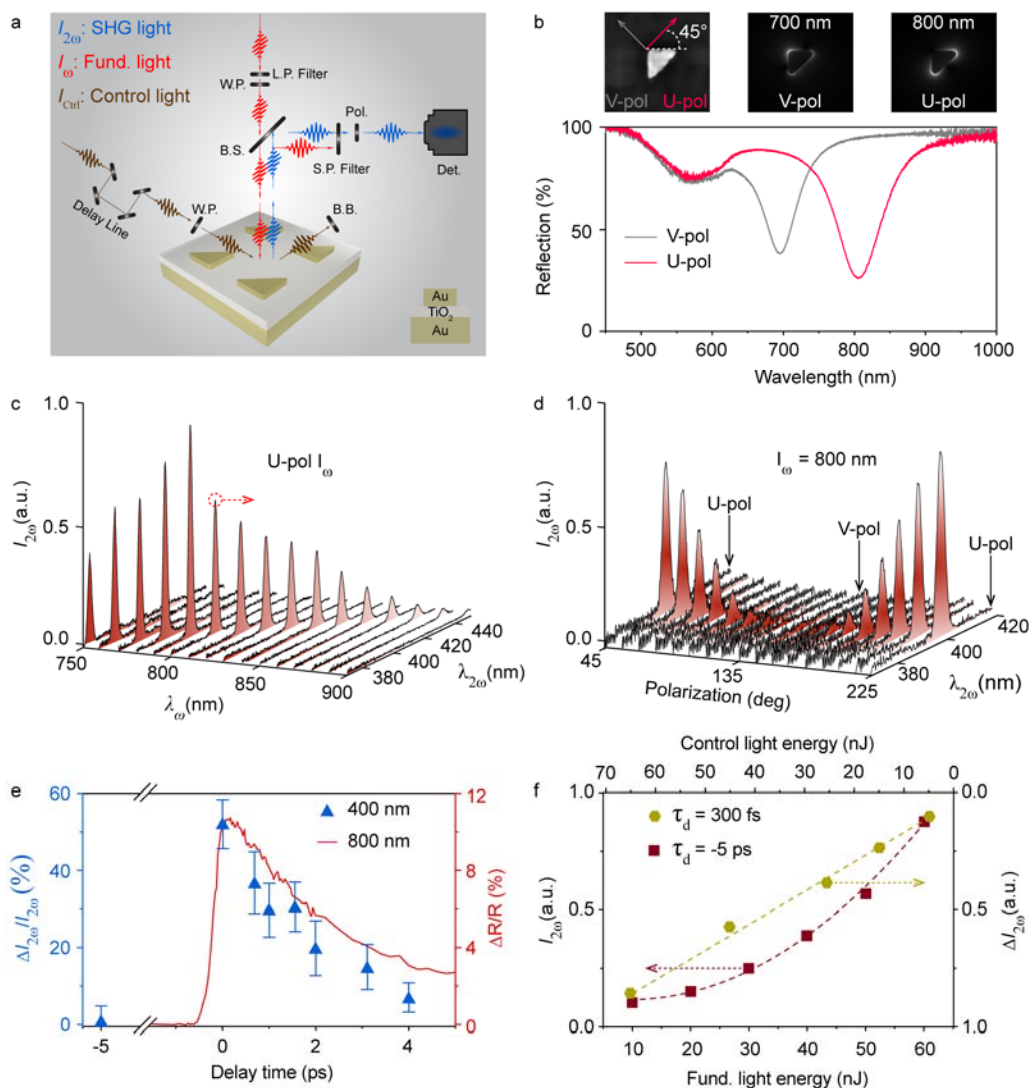 a
I2ω: SHG light
Iω: Fund. light
ICtrl: Control light
L.P. Filter
W.P.
Pol.
B.S.
S.P. Filter
Det.
Delay Line
W.P.
B.B.
Au
TiO2
Au
b
45°
V-pol
U-pol
700 nm
V-pol
800 nm
U-pol
100
50
0
Reflection (%)
V-pol
U-pol
500
600
700
800
900
1000
Wavelength (nm)
c
1.0
0.5
0.0
I2ω(a.u.)
U-pol Iω
750
800
850
900
λω(nm)
380
400
420
440
λ2ω(nm)
d
1.0
0.5
0.0
I2ω(a.u.)
Iω = 800 nm
U-pol
V-pol
U-pol
45
135
225
Polarization (deg)
380
400
420
λ2ω(nm)
e
60
50
40
30
20
10
0
ΔI2ω/I2ω (%)
400 nm
800 nm
12
9
6
3
0
ΔR/R (%)
-5
0
2
4
Delay time (ps)
f
Control light energy (nJ)
70 60 50 40 30 20 10 0
1.0
0.5
0.0
I2ω(a.u.)
τd = 300 fs
τd = -5 ps
0.0
0.5
1.0
ΔI2ω(a.u.)
10 20 30 40 50 60
Fund. light energy (nJ)